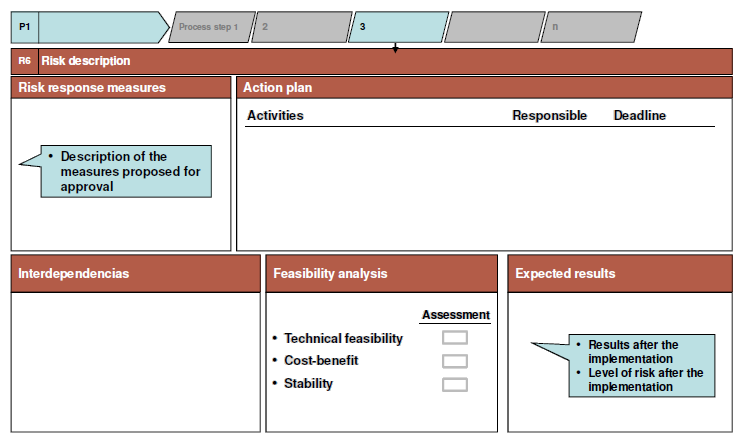 P1
Process step 1
2
3
n
R6 Risk description
Risk response measures
Action plan
Activities Responsible Deadline
• Description of the
measures proposed for
approval
Interdependencias
Feasibility analysis
Expected results
Assessment
• Technical feasibility
• Cost-benefit
• Stability
• Results after the
implementation
• Level of risk after the
implementation